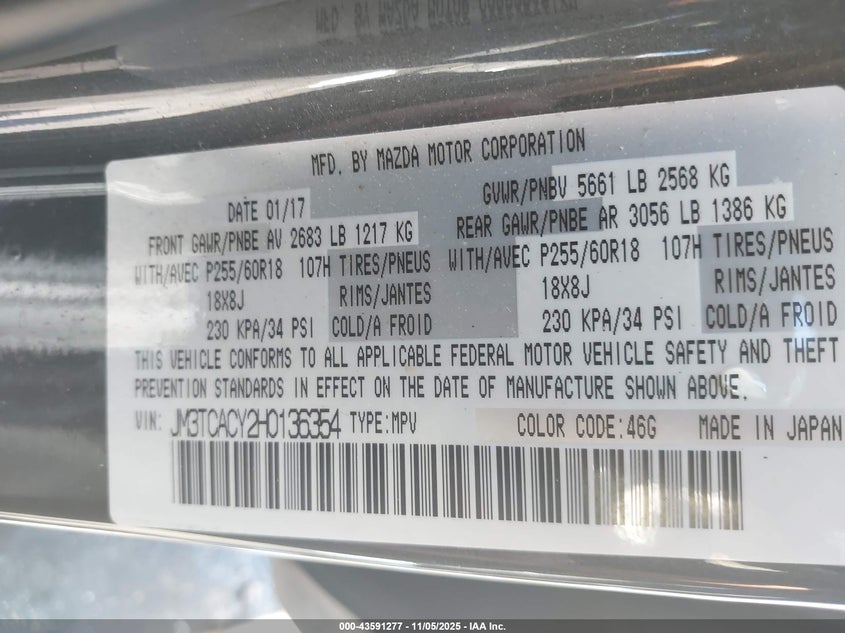 MFD. BY MAZDA MOTOR CORPORATION
DATE 01/17 GVWR/PNBV 5661 LB 2568 KG
FRONT GAWR/PNBE AV 2683 LB 1217 KG REAR GAWR/PNBE AR 3056 LB 1386 KG
WITH/AVEC P255/60R18 107H TIRES/PNEUS WITH/AVEC P255/60R18 107H TIRES/PNEUS
18X8J RIMS/JANTES 18X8J RIMS/JANTES
230 KPA/34 PSI COLD/A FROID 230 KPA/34 PSI COLD/A FROID
THIS VEHICLE CONFORMS TO ALL APPLICABLE FEDERAL MOTOR VEHICLE SAFETY AND THEFT
PREVENTION STANDARDS IN EFFECT ON THE DATE OF MANUFACTURE SHOWN ABOVE.
VIN: JM3TCACY2H0136354 TYPE:MPV COLOR CODE:46G MADE IN JAPAN
000-43591277 - 11/05/2025 - IAA Inc.